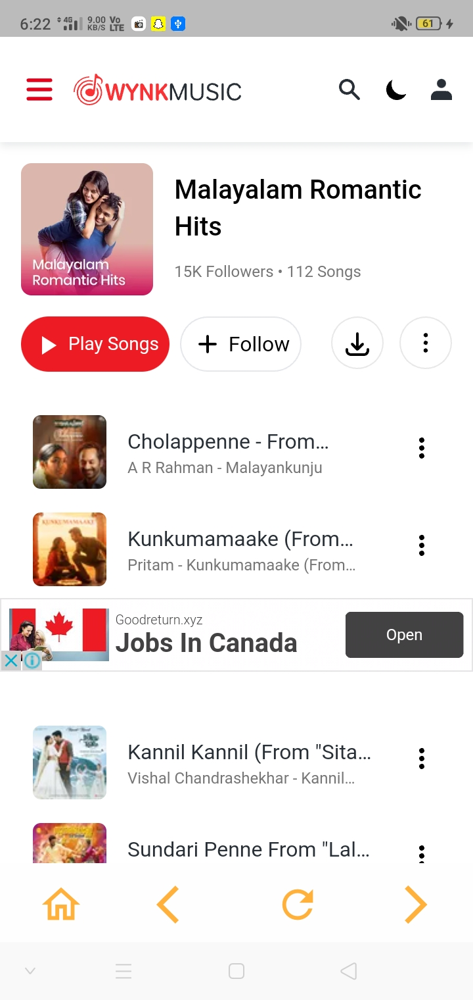 6:22 4G 9.00 KB/S Vo LTE 61
WYNKMUSIC
Malayalam Romantic
Hits
15K Followers • 112 Songs
Malayalam
Romantic Hits
Play Songs
+ Follow
Cholappenne - From...
A R Rahman - Malayankunju
KUNKUMAMAAKE
Kunkumamaake (From...
Pritam - Kunkumamaake (From...
Goodreturn.xyz
Jobs In Canada
Open
Kannil Kannil (From "Sita...
Vishal Chandrashekhar - Kannil...
Sundari Penne From "Lal...